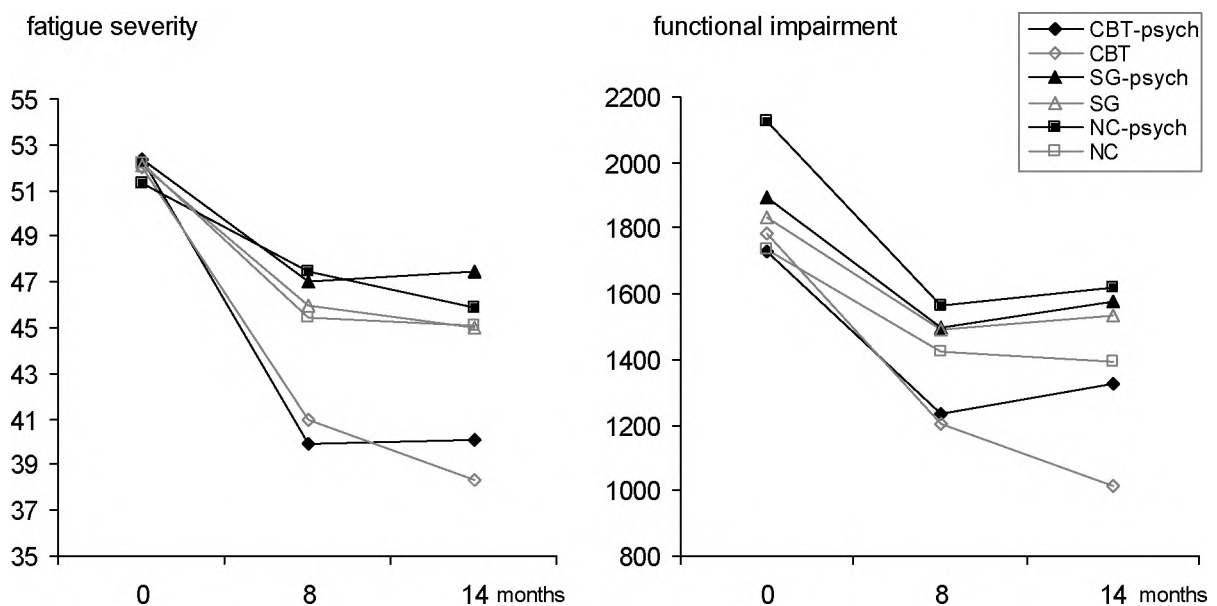 fatigue severity
functional impairment
CBT-psych
CBT
SG-psych
SG
NC-psych
NC
55
53
51
49
47
45
43
41
39
37
35
0 8 14 months
2200
2000
1800
1600
1400
1200
1000
800
0 8 14 months